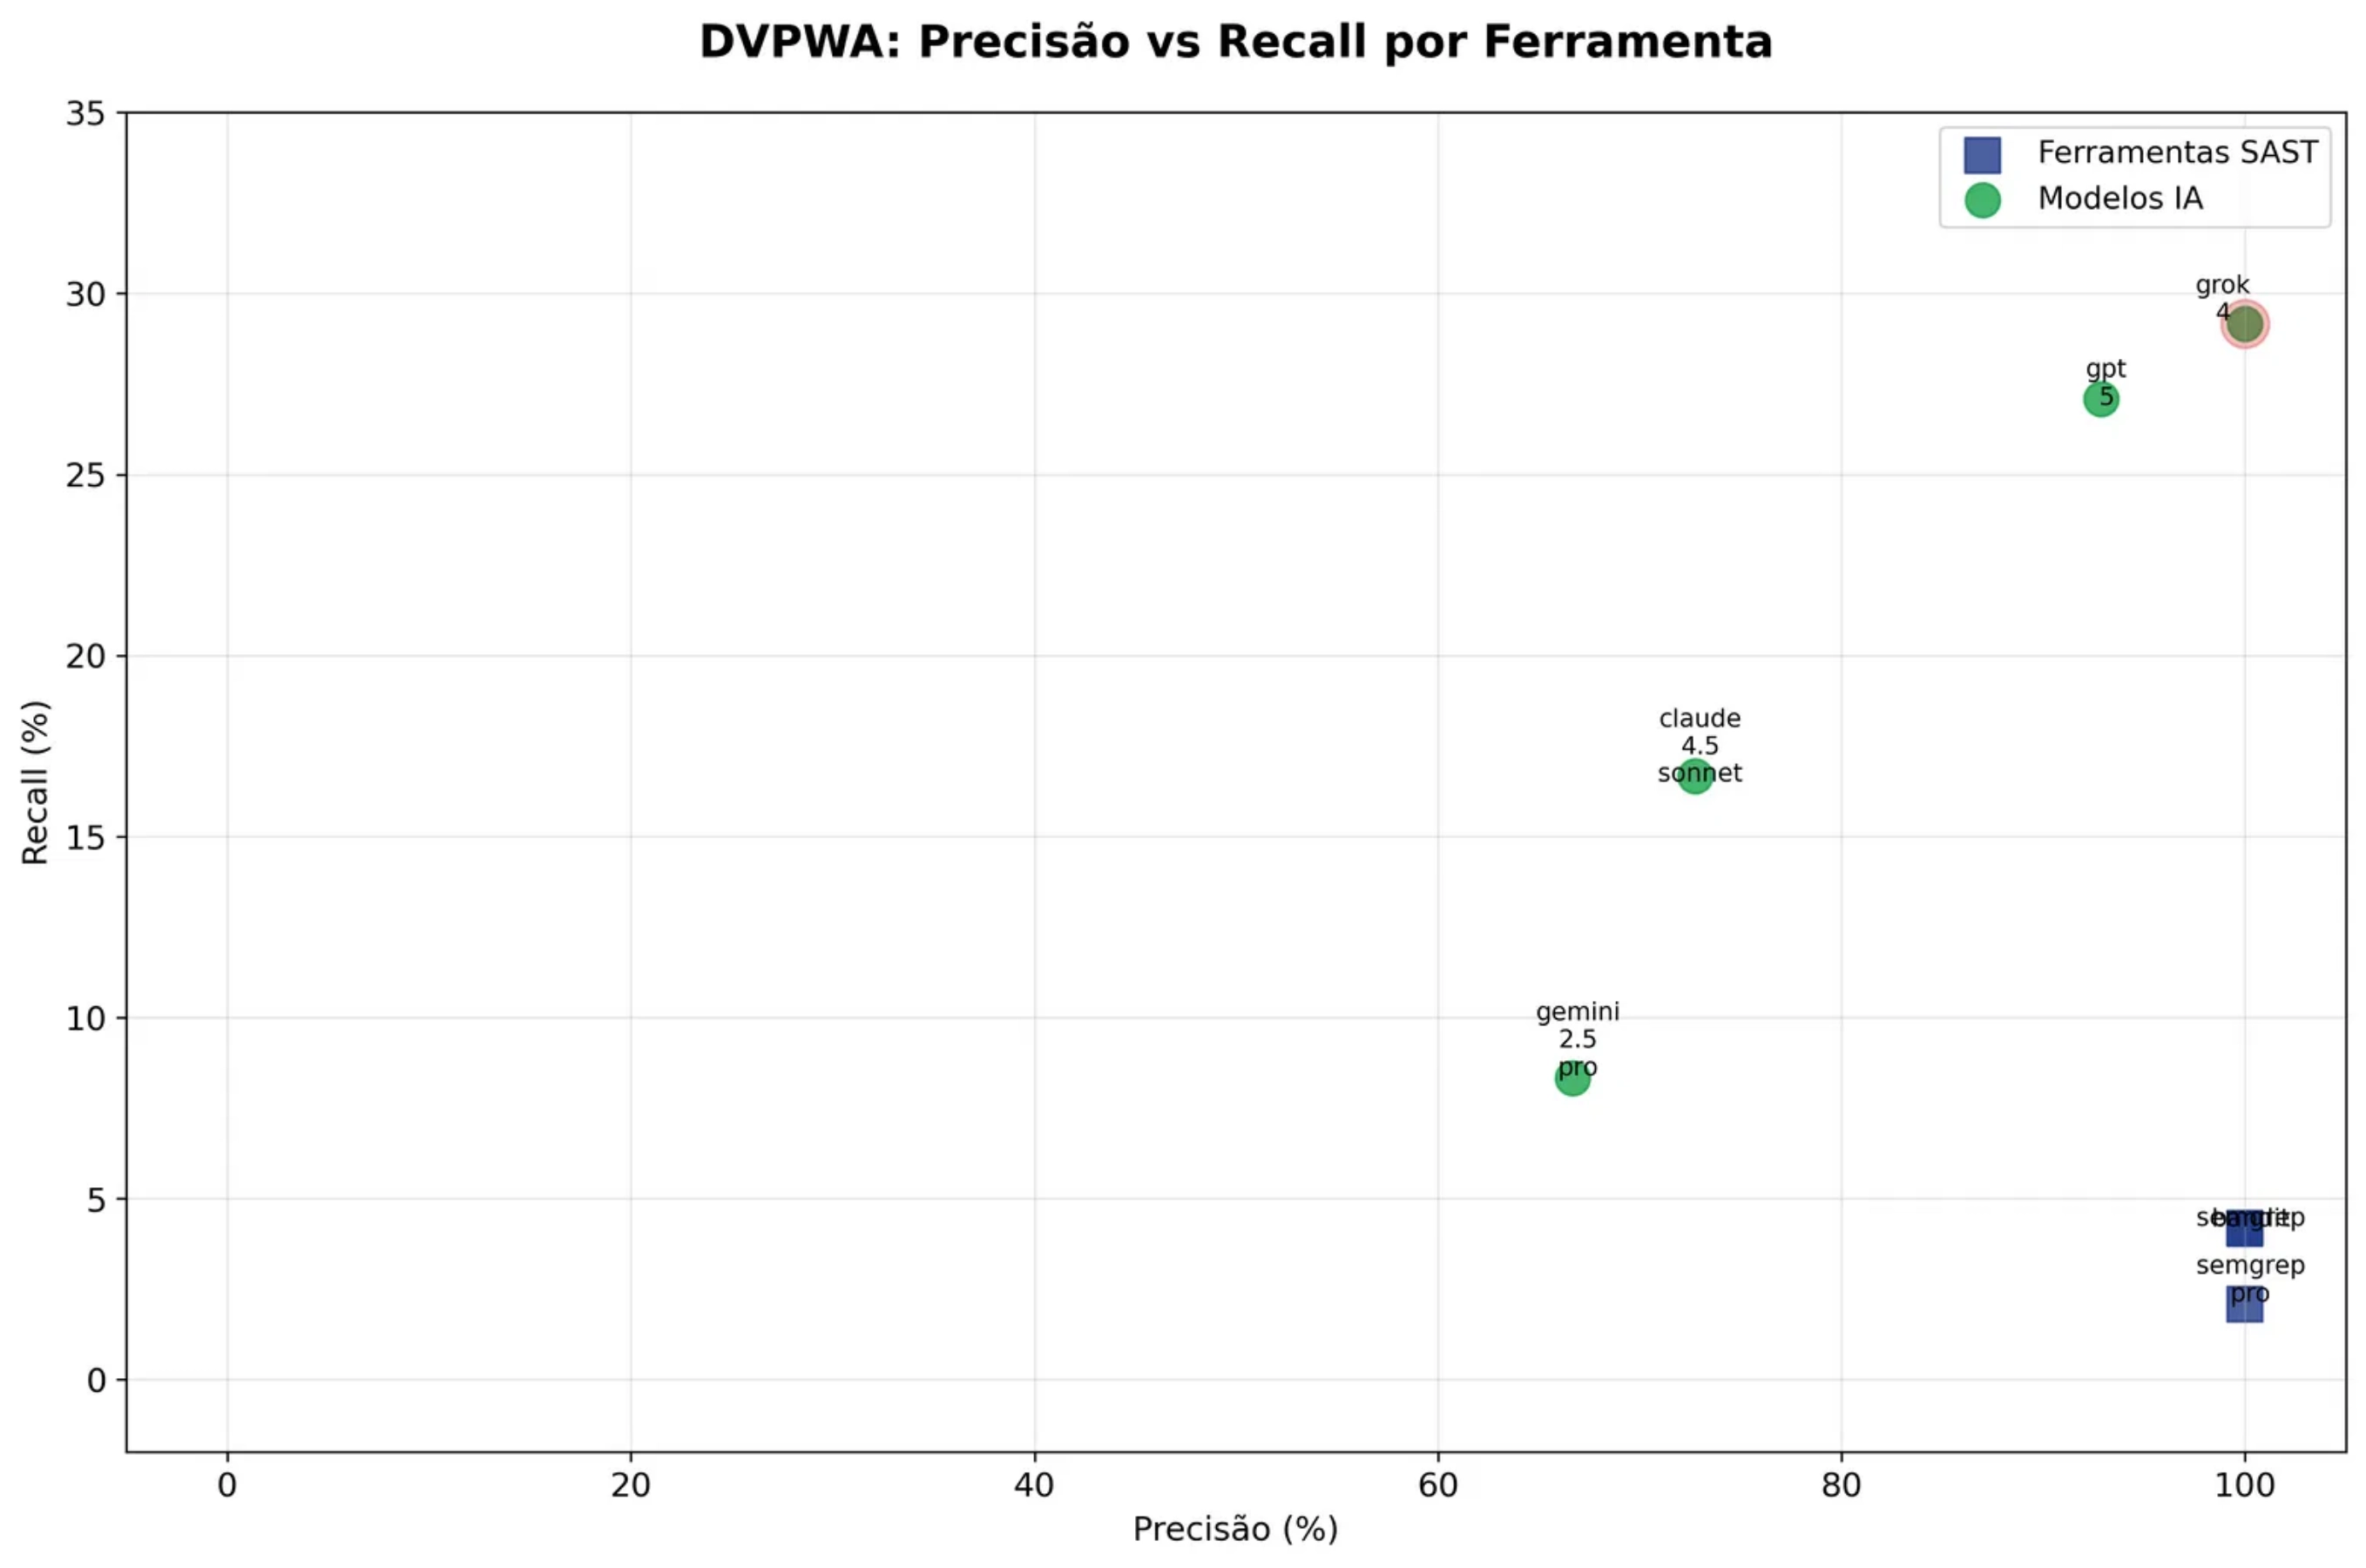 DVPWA: Precisão vs Recall por Ferramenta
35
30
25
20
15
10
5
0
Recall (%)
Ferramentas SAST
Modelos IA
grok
4
gpt
5
claude
4.5
sonnet
gemini
2.5
pro
semgrep
bandit
semgrep
pro
0
20
40
60
80
100
Precisão (%)